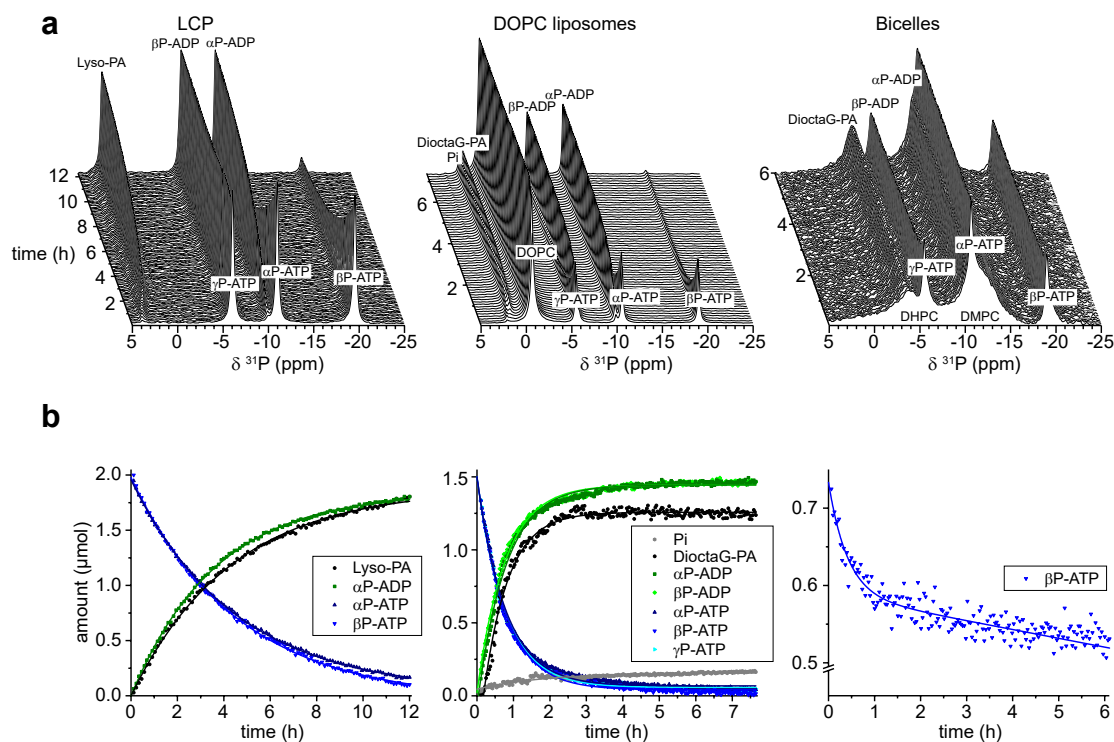 a
LCP
DOPC liposomes
Bicelles
Lyso-PA
βP-ADP
αP-ADP
12
10
8
6
4
2
time (h)
γP-ATP
αP-ATP
βP-ATP
5 0 -5 -10 -15 -20 -25
δ ³¹P (ppm)
DioctaG-PA
Pi
βP-ADP
αP-ADP
6
4
2
DOPC
γP-ATP
αP-ATP
βP-ATP
5 0 -5 -10 -15 -20 -25
δ ³¹P (ppm)
DioctaG-PA
βP-ADP
αP-ADP
6
4
2
γP-ATP
αP-ATP
βP-ATP
DHPC
DMPC
5 0 -5 -10 -15 -20 -25
δ ³¹P (ppm)
b
amount (µmol)
2.0
1.5
1.0
0.5
0.0
Lyso-PA
αP-ADP
αP-ATP
βP-ATP
0 2 4 6 8 10 12
time (h)
1.5
1.0
0.5
0.0
Pi
DioctaG-PA
αP-ADP
βP-ADP
αP-ATP
βP-ATP
γP-ATP
0 1 2 3 4 5 6 7
time (h)
0.7
0.6
0.5
βP-ATP
0 1 2 3 4 5 6
time (h)